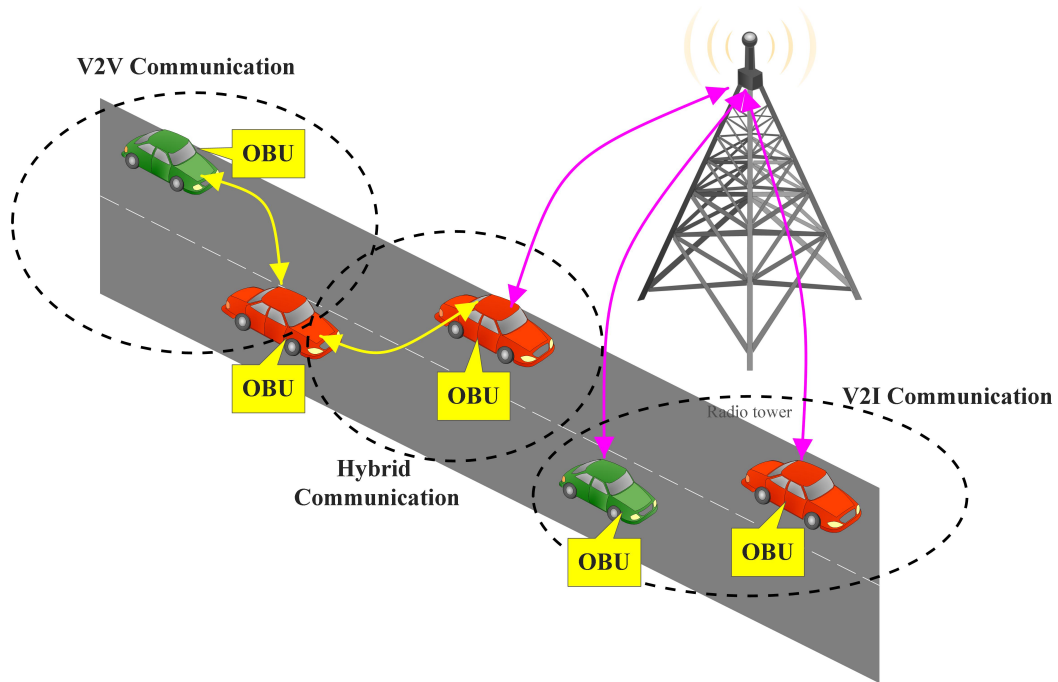 V2V Communication
OBU
OBU
OBU
V2I Communication
Radio tower
Hybrid
Communication
OBU
OBU